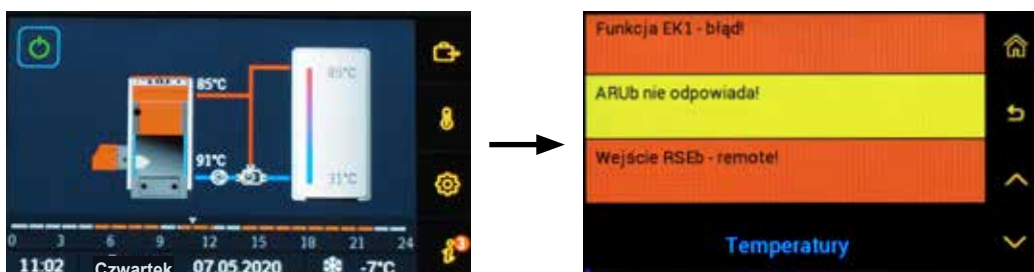 85°C
85°C
91°C
31°C
0 3 6 9 12 15 18 21 24
3
11:02 Czwartek 07.05.2020 -7°C
Funkcja EK1 - błąd!
ARUb nie odpowiada!
Wejście RSEb - remote!
Temperatury